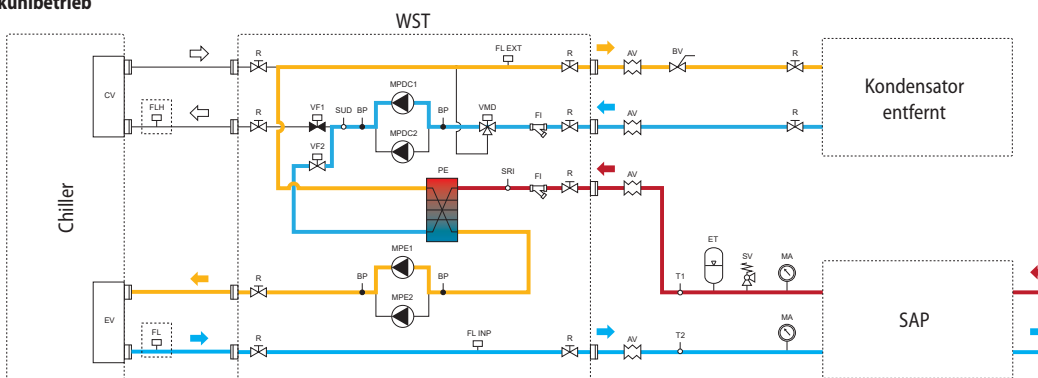 kühlbetrieb
WST
R FL EXT R AV BV R
CV
Kondensator
entfernt
FLH R VF1 SUD BP MPDC1 BP VMD FI R AV R
MPDC2
VF2
PE SRI FI R AV
Chiller
ET SV MA
T1
R BP MPE1 BP
MPE2
EV
SAP
FL R FL INP R AV T2 MA